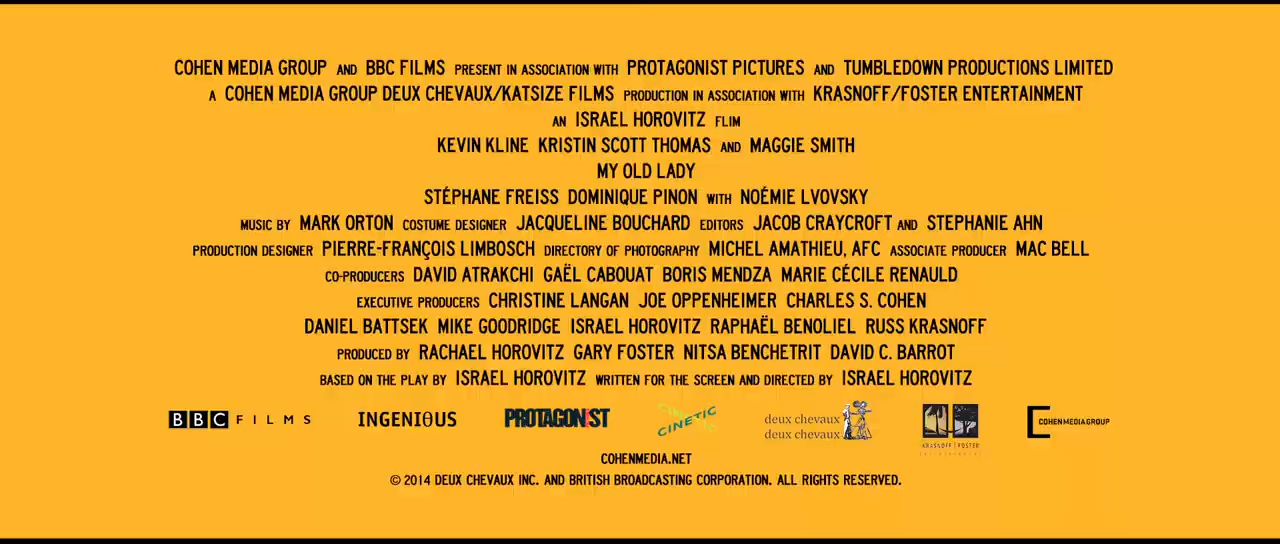 COHEN MEDIA GROUP AND BBC FILMS PRESENT IN ASSOCIATION WITH PROTAGONIST PICTURES AND TUMBLEDOWN PRODUCTIONS LIMITED
A COHEN MEDIA GROUP DEUX CHEVAUX/KATSIZE FILMS PRODUCTION IN ASSOCIATION WITH KRASNOFF/FOSTER ENTERTAINMENT
AN ISRAEL HOROVITZ FLIM
KEVIN KLINE KRISTIN SCOTT THOMAS AND MAGGIE SMITH
MY OLD LADY
STÉPHANE FREISS DOMINIQUE PINON WITH NOÉMIE LVOVSKY
MUSIC BY MARK ORTON COSTUME DESIGNER JACQUELINE BOUCHARD EDITORS JACOB CRAYCROFT AND STEPHANIE AHN
PRODUCTION DESIGNER PIERRE-FRANÇOIS LIMBOSCH DIRECTORY OF PHOTOGRAPHY MICHEL AMATHIEU, AFC ASSOCIATE PRODUCER MAC BELL
CO-PRODUCERS DAVID ATRAKCHI GAËL CABOUAT BORIS MENDZA MARIE CÉCILE RENAULD
EXECUTIVE PRODUCERS CHRISTINE LANGAN JOE OPPENHEIMER CHARLES S. COHEN
DANIEL BATTSEK MIKE GOODRIDGE ISRAEL HOROVITZ RAPHAËL BENOLIEL RUSS KRASNOFF
PRODUCED BY RACHAEL HOROVITZ GARY FOSTER NITSA BENCHETRIT DAVID C. BARROT
BASED ON THE PLAY BY ISRAEL HOROVITZ WRITTEN FOR THE SCREEN AND DIRECTED BY ISRAEL HOROVITZ
BBC FILMS INGENIOUS PROTAGONIST CINETIC deux chevaux KRASNOFF | FOSTER COHEN MEDIA GROUP
deux chevaux
COHENMEDIA.NET
© 2014 DEUX CHEVAUX INC. AND BRITISH BROADCASTING CORPORATION. ALL RIGHTS RESERVED.